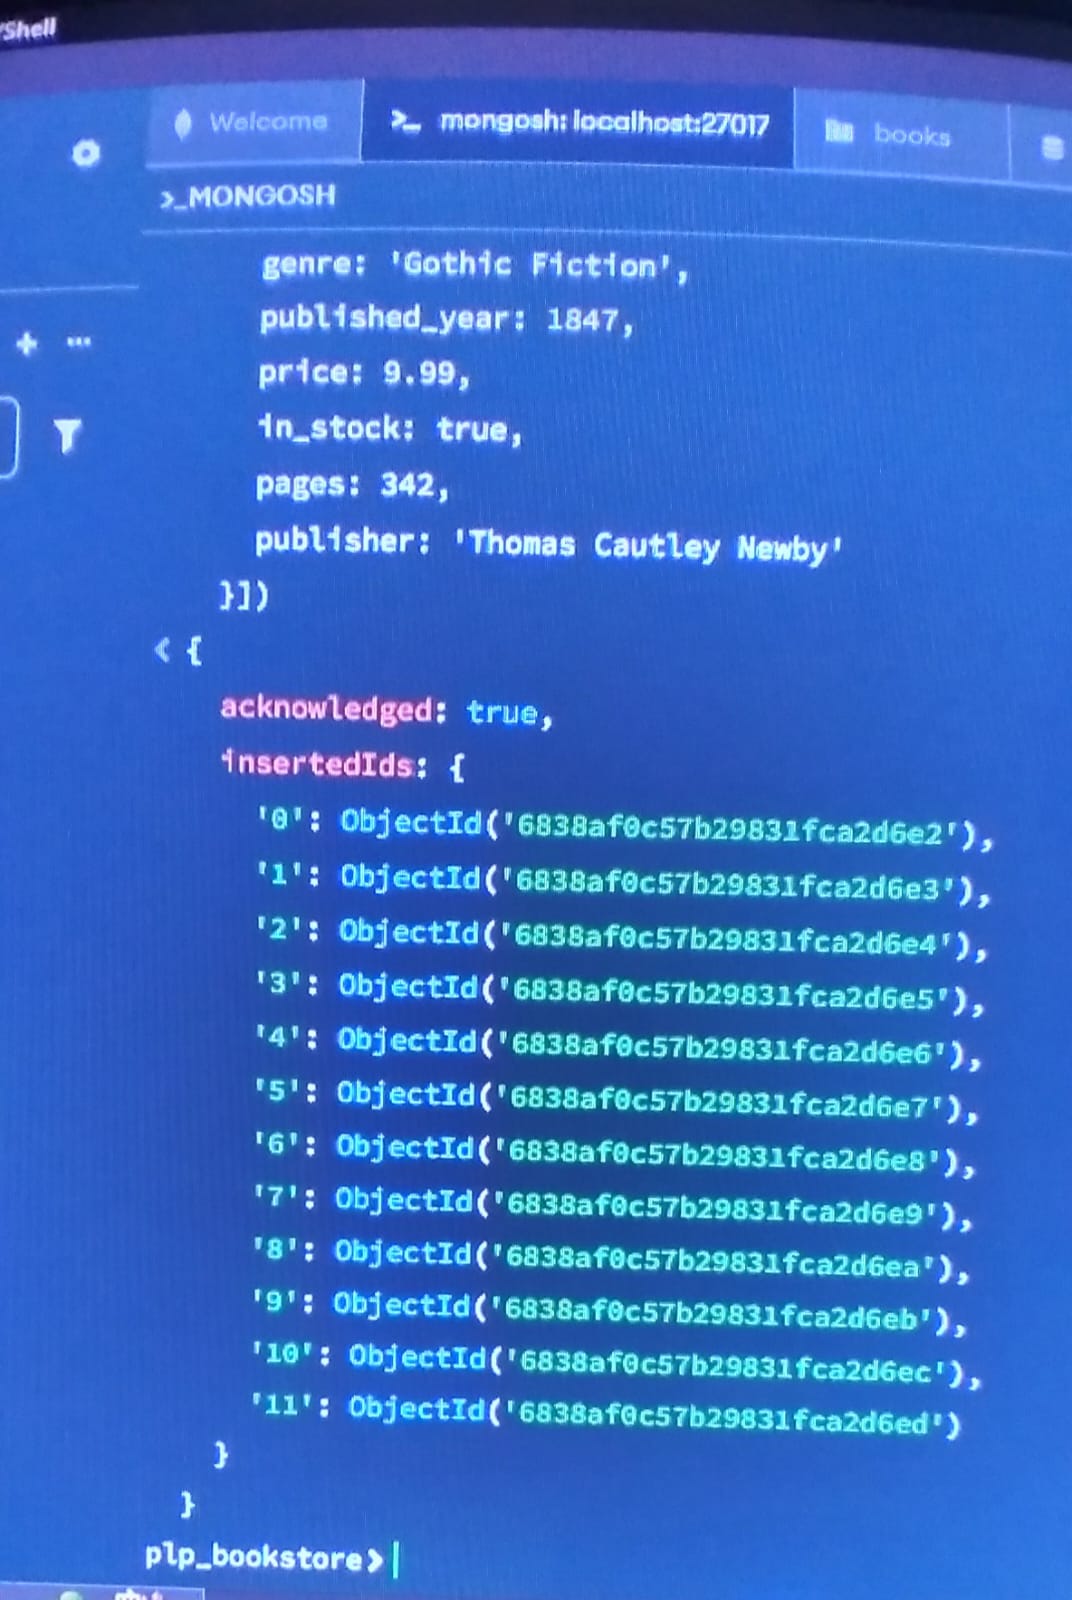 Shell
Welcome
>_ mongosh: localhost:27017
books
>_MONGOSH
genre: 'Gothic Fiction',
published_year: 1847,
price: 9.99,
in_stock: true,
pages: 342,
publisher: 'Thomas Cautley Newby'
}])
< {
acknowledged: true,
insertedIds: {
'0': ObjectId('6838af0c57b29831fca2d6e2'),
'1': ObjectId('6838af0c57b29831fca2d6e3'),
'2': ObjectId('6838af0c57b29831fca2d6e4'),
'3': ObjectId('6838af0c57b29831fca2d6e5'),
'4': ObjectId('6838af0c57b29831fca2d6e6'),
'5': ObjectId('6838af0c57b29831fca2d6e7'),
'6': ObjectId('6838af0c57b29831fca2d6e8'),
'7': ObjectId('6838af0c57b29831fca2d6e9'),
'8': ObjectId('6838af0c57b29831fca2d6ea'),
'9': ObjectId('6838af0c57b29831fca2d6eb'),
'10': ObjectId('6838af0c57b29831fca2d6ec'),
'11': ObjectId('6838af0c57b29831fca2d6ed')
}
}
plp_bookstore>